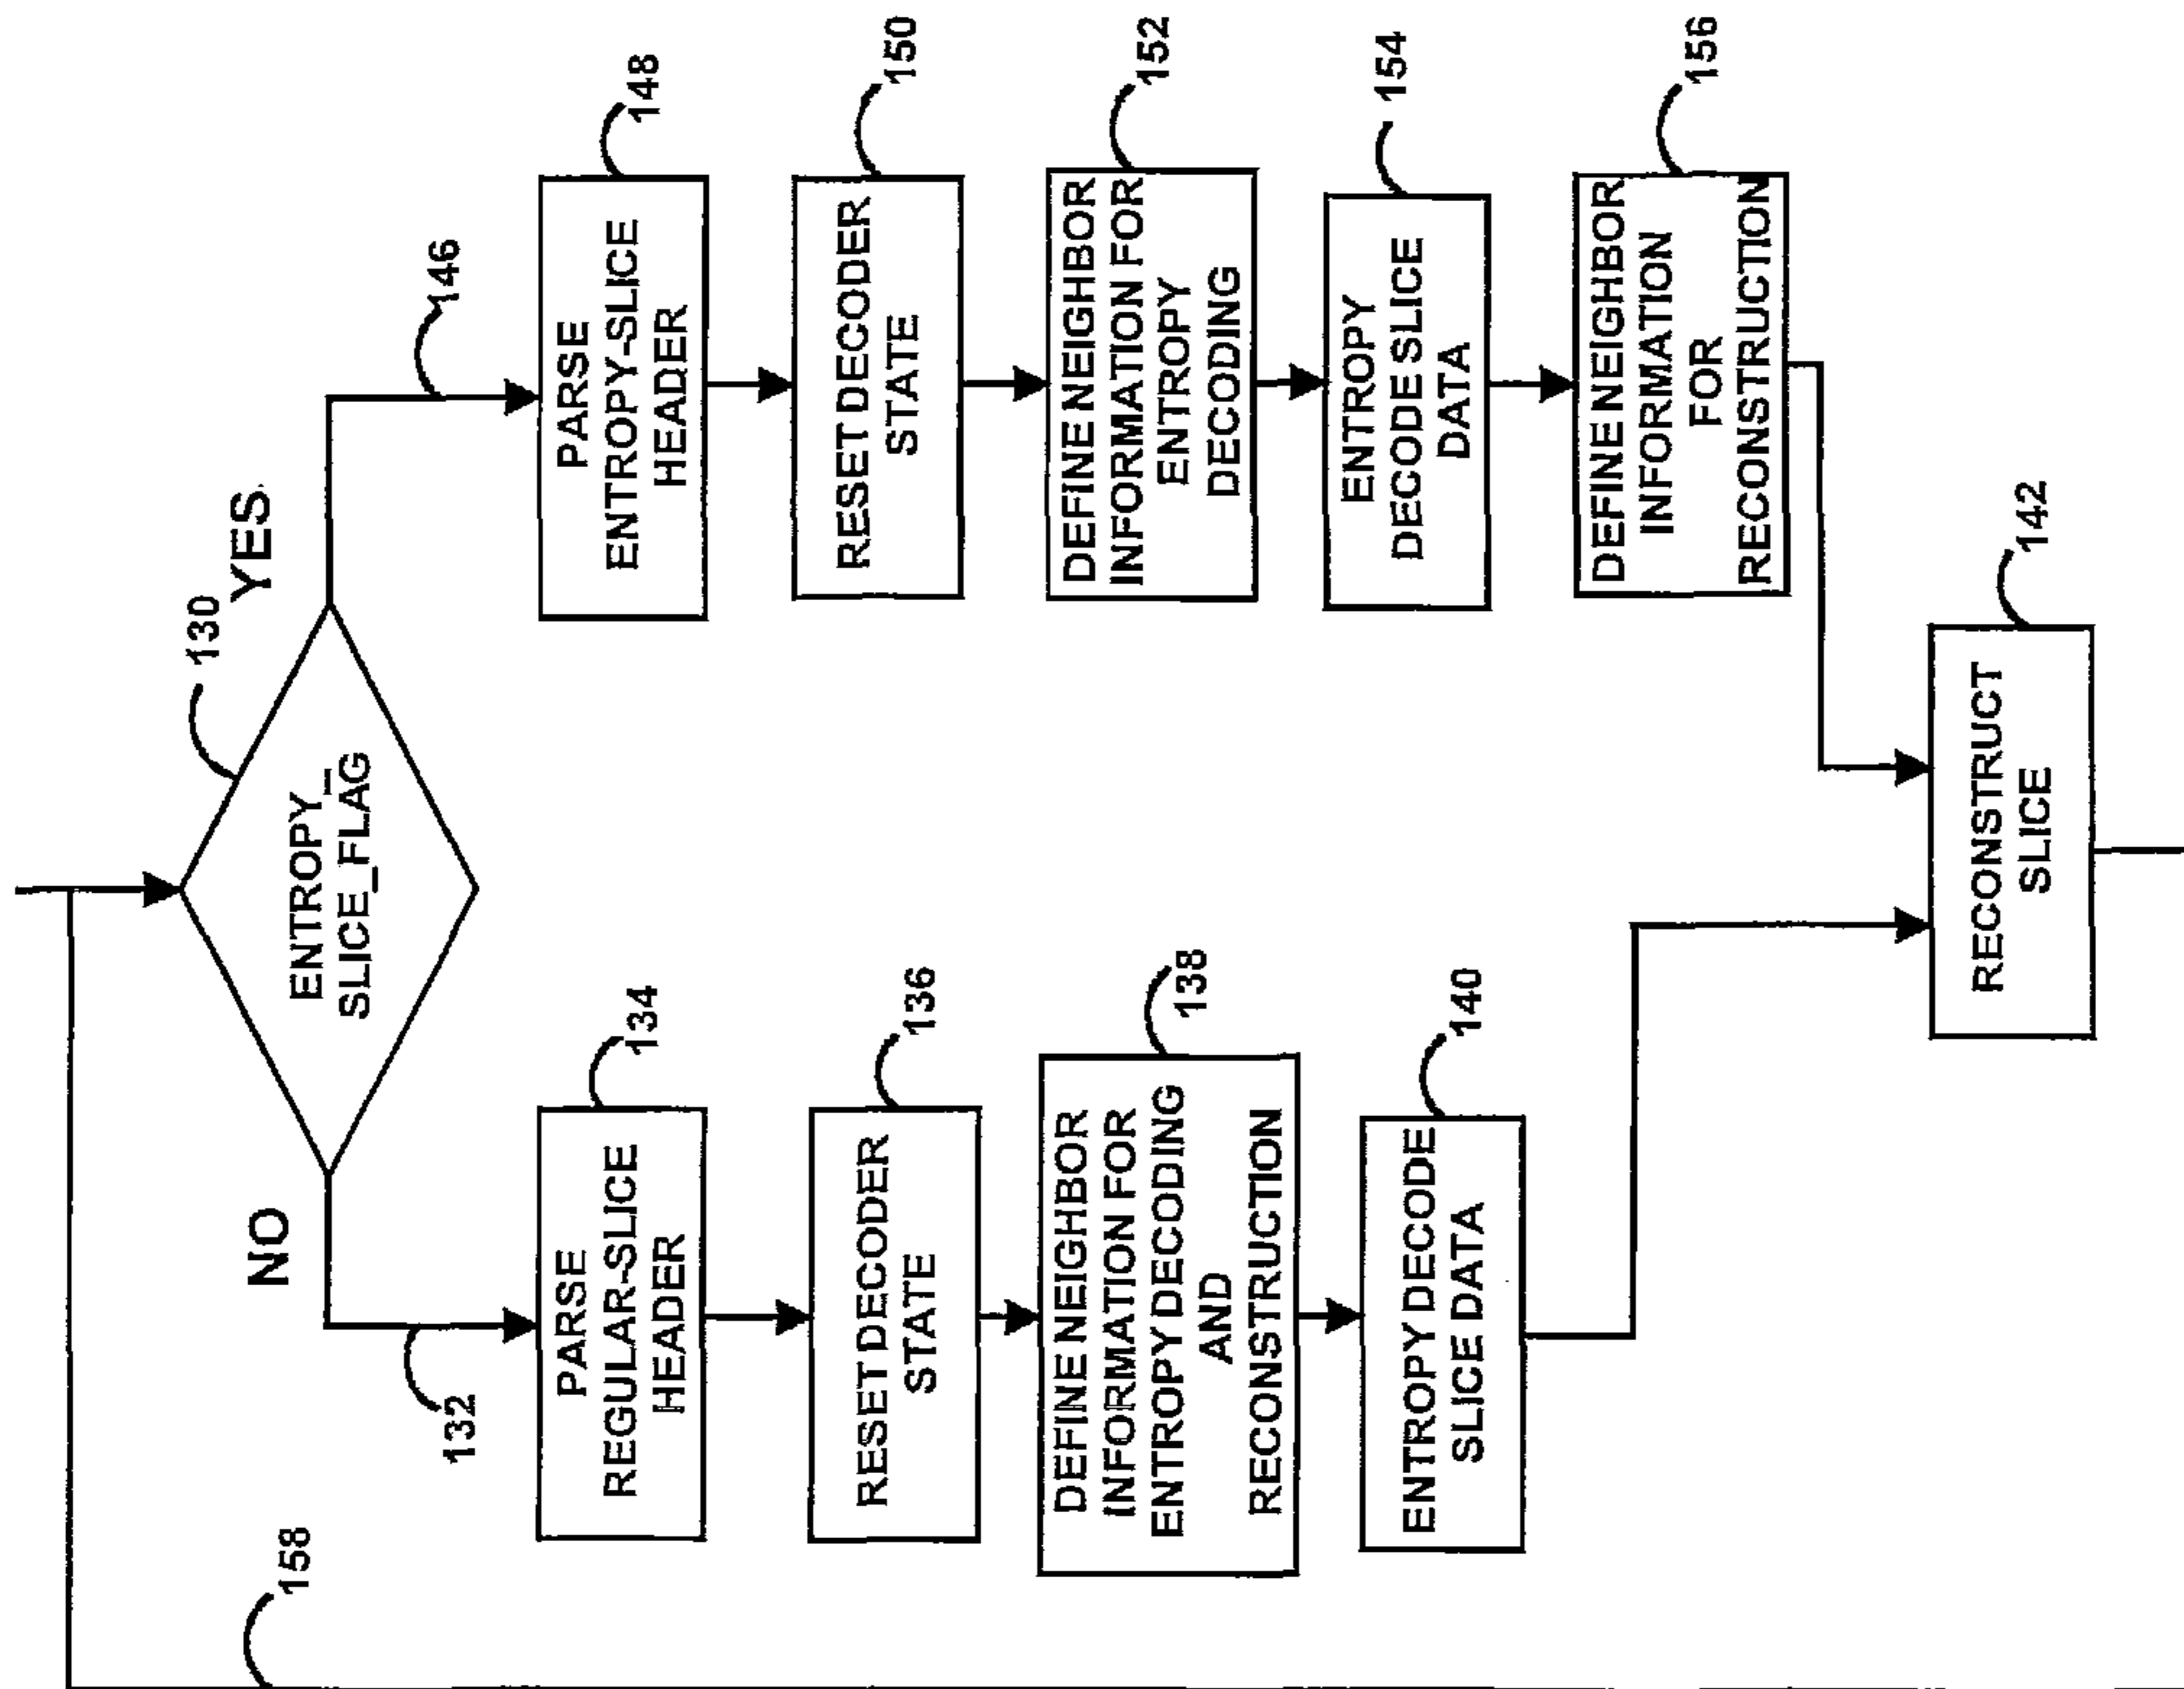 130
ENTROPY_
SLICE_FLAG
NO
YES
132
134
PARSE
REGULAR-SLICE
HEADER
136
RESET DECODER
STATE
138
DEFINE NEIGHBOR
INFORMATION FOR
ENTROPY DECODING
AND
RECONSTRUCTION
140
ENTROPY DECODE
SLICE DATA
146
148
PARSE
ENTROPY-SLICE
HEADER
150
RESET DECODER
STATE
152
DEFINE NEIGHBOR
INFORMATION FOR
ENTROPY
DECODING
154
ENTROPY
DECODE SLICE
DATA
156
DEFINE NEIGHBOR
INFORMATION
FOR
RECONSTRUCTION
142
RECONSTRUCT
SLICE
158